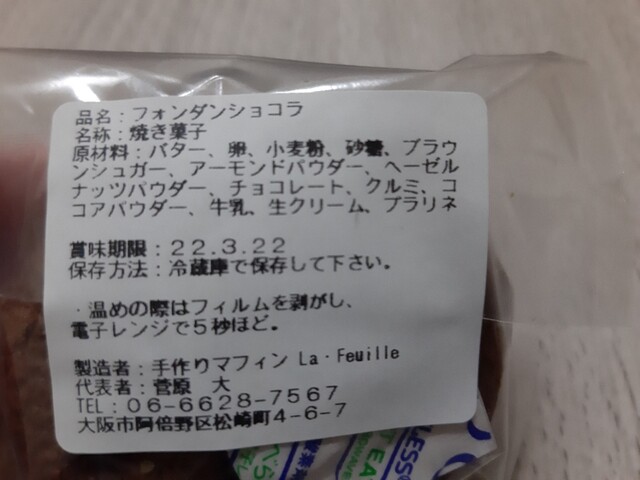 品名：フォンダンショコラ
名称：焼き菓子
原材料：バター、卵、小麦粉、砂糖、ブラウ
ンシュガー、アーモンドパウダー、ヘーゼル
ナッツパウダー、チョコレート、クルミ、コ
コアパウダー、牛乳、生クリーム、プラリネ
賞味期限：22.3.22
保存方法：冷蔵庫で保存して下さい。
・温めの際はフィルムを剥がし、
電子レンジで5秒ほど。
製造者：手作りマフィン La・Feuille
代表者：菅原　大
TEL：06-6628-7567
大阪市阿倍野区松崎町4-6-7
LESS
EA